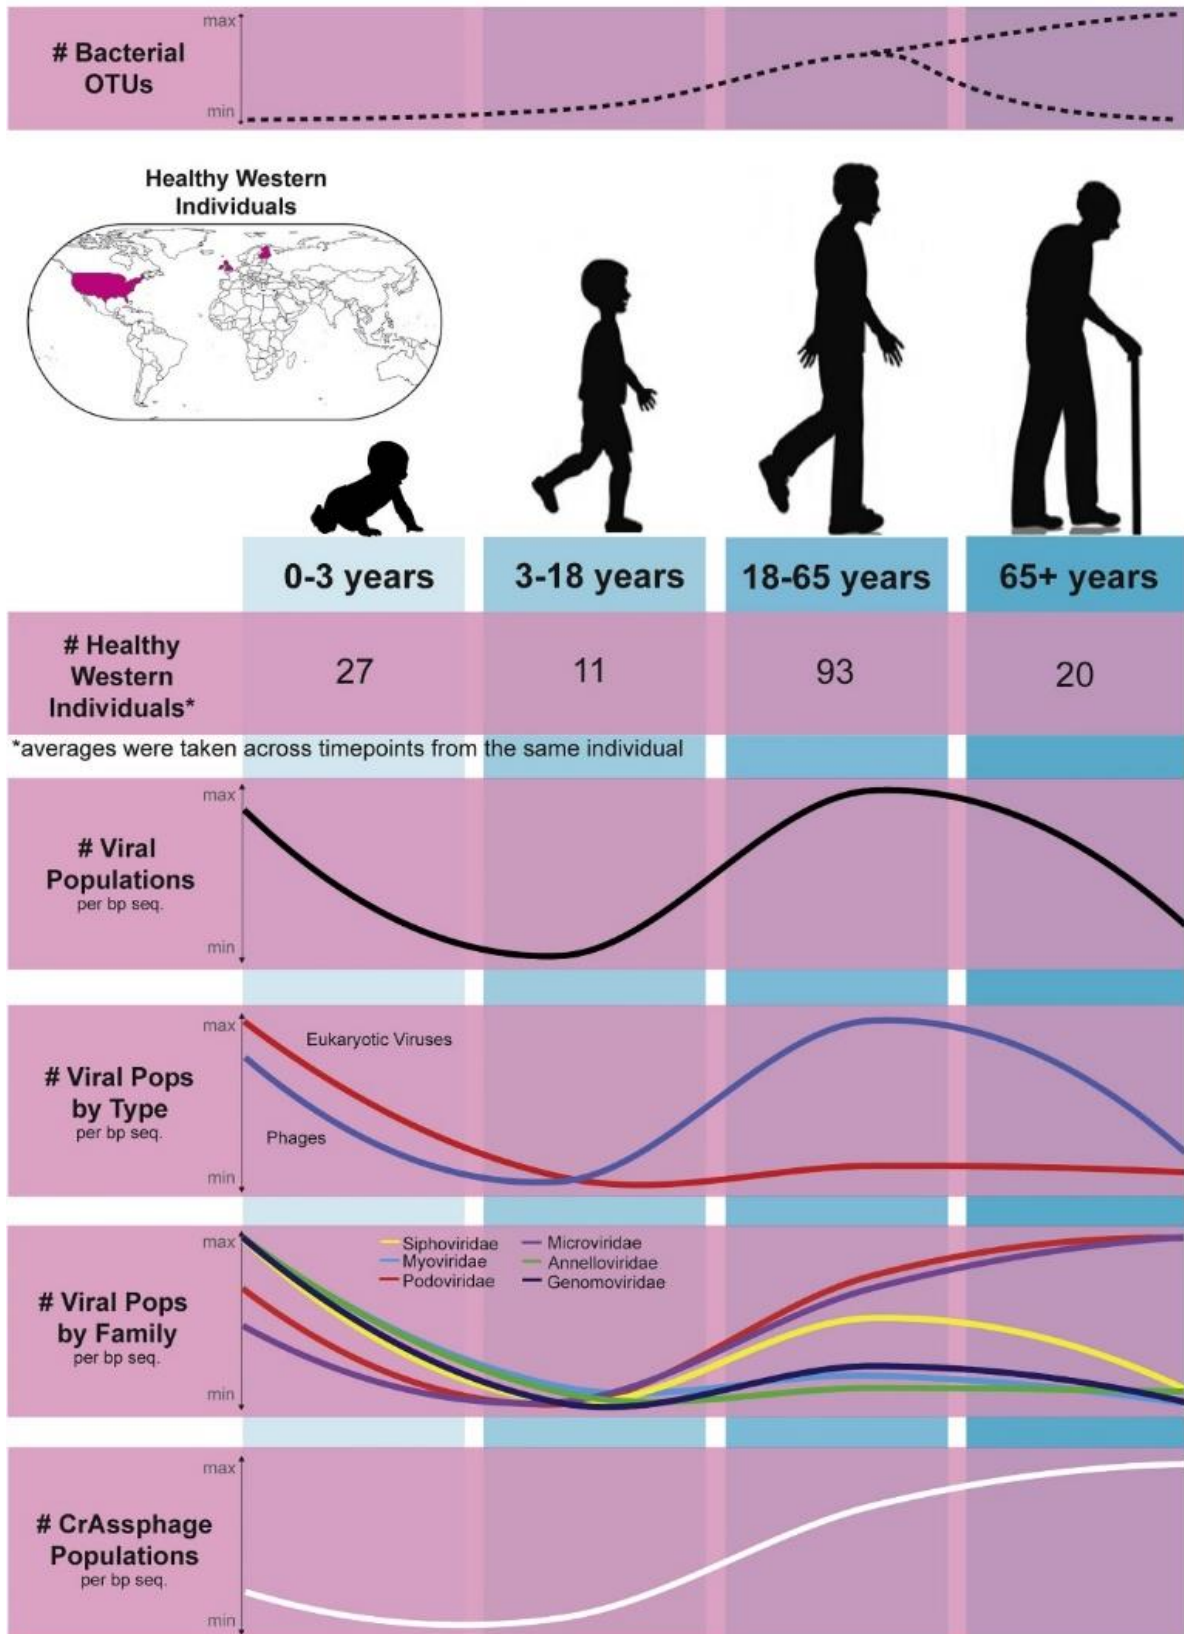 max
# Bacterial
OTUs
min
Healthy Western
Individuals
0-3 years
3-18 years
18-65 years
65+ years
# Healthy
Western
Individuals*
27
11
93
20
*averages were taken across timepoints from the same individual
max
# Viral
Populations
per bp seq.
min
max
Eukaryotic Viruses
# Viral Pops
by Type
per bp seq.
Phages
min
max
Siphoviridae
Microviridae
Myoviridae
Annelloviridae
Podoviridae
Genomoviridae
# Viral Pops
by Family
per bp seq.
min
max
# CrAssphage
Populations
per bp seq.
min